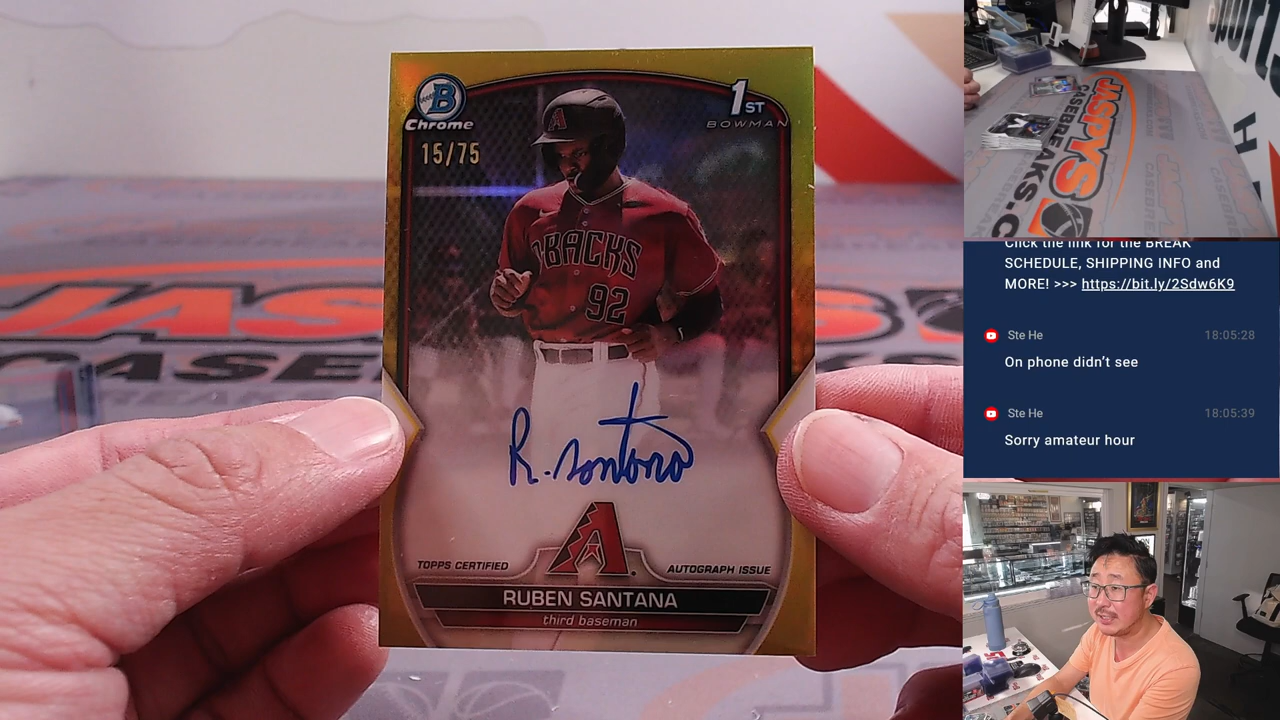 B
Chrome
1ST
BOWMAN
15/75
A
DBACKS
92
R. Santana
TOPPS CERTIFIED
AUTOGRAPH ISSUE
RUBEN SANTANA
third baseman
JASPYS
CASEBREAKS.C
Click the link for the BREAK
SCHEDULE, SHIPPING INFO and
MORE! >>> https://bit.ly/2Sdw6K9
Ste He 18:05:28
On phone didn't see
Ste He 18:05:39
Sorry amateur hour